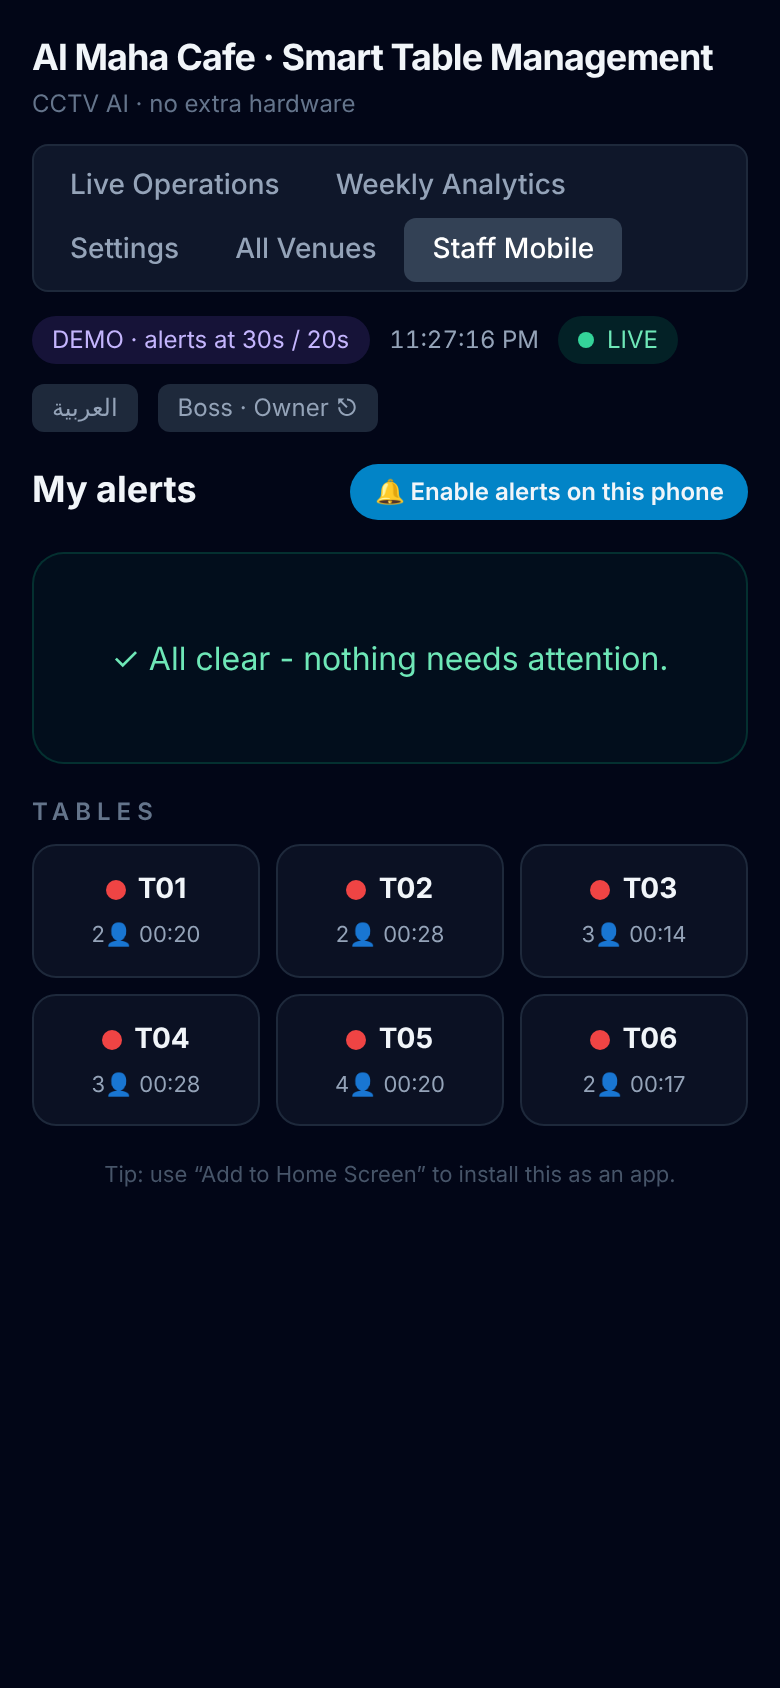 Al Maha Cafe · Smart Table Management
CCTV AI · no extra hardware
Live Operations Weekly Analytics
Settings All Venues Staff Mobile
DEMO · alerts at 30s / 20s 11:27:16 PM LIVE
العربية Boss · Owner ⎋
My alerts 🔔 Enable alerts on this phone
✓ All clear - nothing needs attention.
TABLES
T01 T02 T03
2👤 00:20 2👤 00:28 3👤 00:14
T04 T05 T06
3👤 00:28 4👤 00:20 2👤 00:17
Tip: use “Add to Home Screen” to install this as an app.